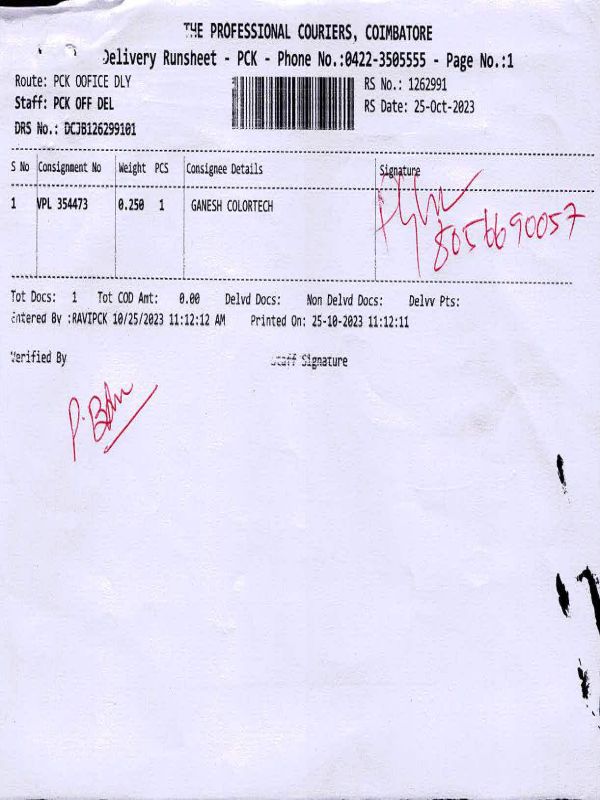 THE PROFESSIONAL COURIERS, COIMBATORE
Delivery Runsheet - PCK - Phone No.:0422-3505555 - Page No.:1
Route: PCK OOFICE DLY
RS No.: 1262991
Staff: PCK OFF DEL
RS Date: 25-Oct-2023
DRS No.: DCJB126299101
S No Consignment No Weight PCS Consignee Details Signature
1 VPL 354473 0.250 1 GANESH COLORTECH
8056690057
Tot Docs: 1 Tot COD Amt: 0.00 Delvd Docs: Non Delvd Docs: Delvv Pts:
Entered By :RAVIPCK 10/25/2023 11:12:12 AM Printed On: 25-10-2023 11:12:11
Verified By Staff Signature